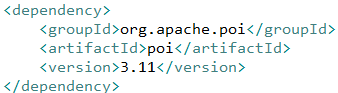 <dependency>
    <groupId>org.apache.poi</groupId>
    <artifactId>poi</artifactId>
    <version>3.11</version>
</dependency>